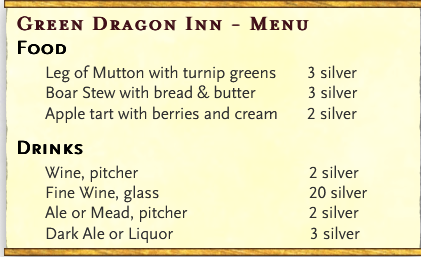 Green Dragon Inn - Menu
Food
Leg of Mutton with turnip greens 3 silver
Boar Stew with bread & butter 3 silver
Apple tart with berries and cream 2 silver
Drinks
Wine, pitcher 2 silver
Fine Wine, glass 20 silver
Ale or Mead, pitcher 2 silver
Dark Ale or Liquor 3 silver